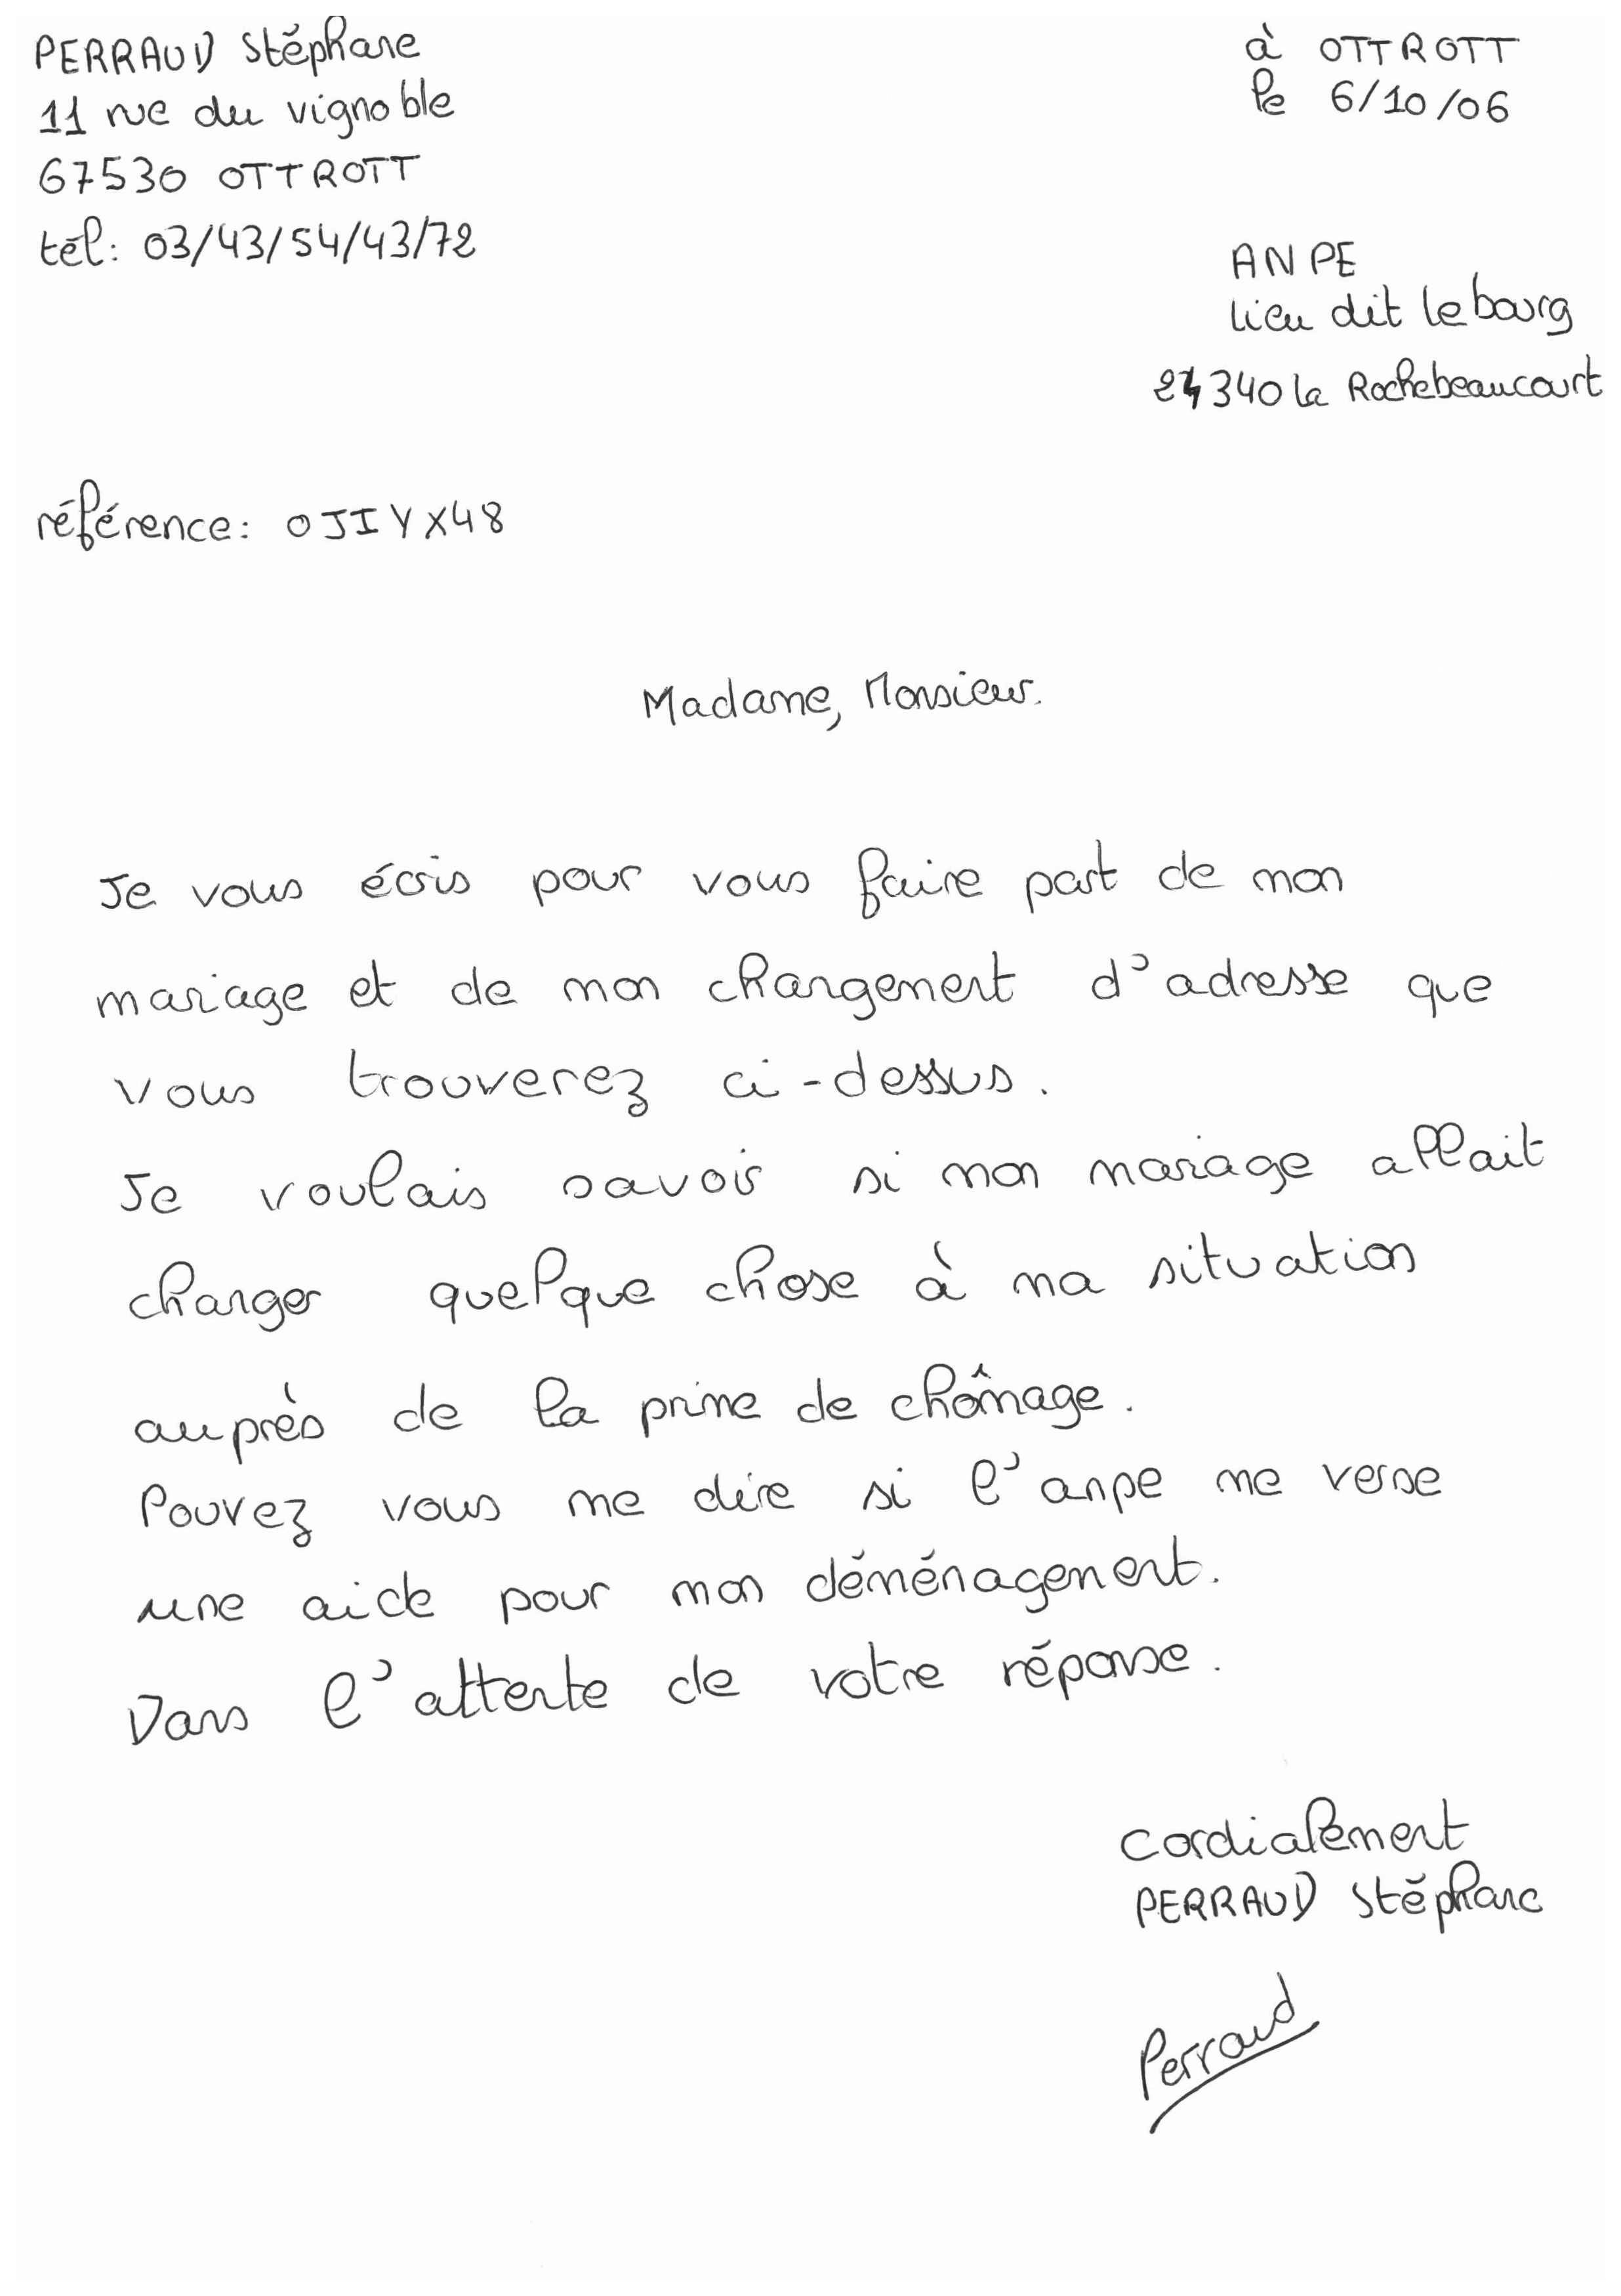 PERRAUD Stéphane
11 rue du vignoble
67530 OTTROTT
tél: 03/43/54/43/72
à OTTROTT
le 6/10/06
ANPE
lieu dit le bourg
24340 la Rochebeaucourt
référence: OJIYX48
Madame, Monsieur.
Je vous écris pour vous faire part de mon
mariage et de mon changement d'adresse que
vous trouverez ci-dessus.
Je voulais savoir si mon mariage allait
changer quelque chose à ma situation
auprès de la prime de chômage.
Pouvez vous me dire si l'anpe me verse
une aide pour mon déménagement.
Dans l'attente de votre réponse.
Cordialement
PERRAUD Stéphane
Perraud